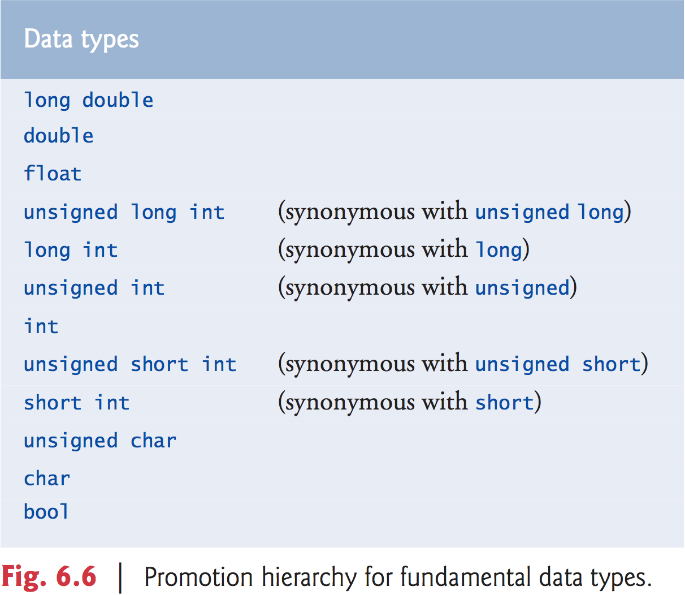 Data types
long double
double
float
unsigned long int (synonymous with unsigned long)
long int (synonymous with long)
unsigned int (synonymous with unsigned)
int
unsigned short int (synonymous with unsigned short)
short int (synonymous with short)
unsigned char
char
bool
Fig. 6.6 | Promotion hierarchy for fundamental data types.